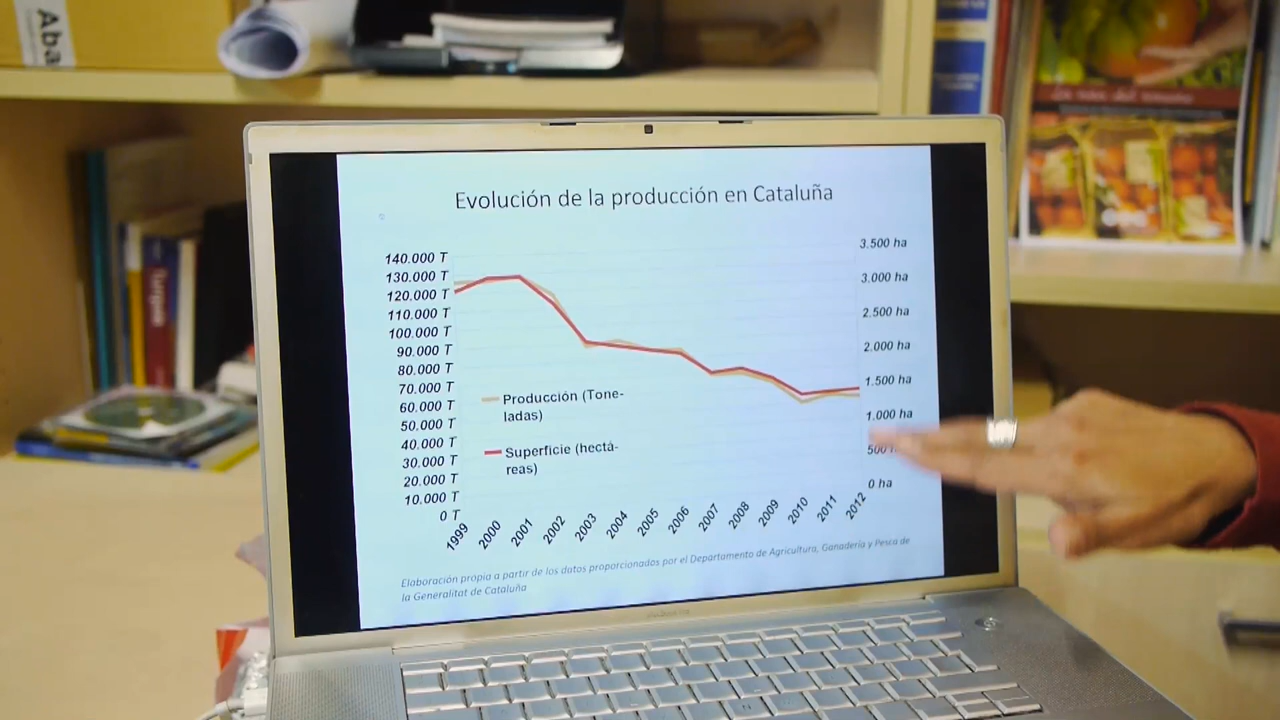 Aba
Evolución de la producción en Cataluña
140.000 T
130.000 T
120.000 T
110.000 T
100.000 T
90.000 T
80.000 T
70.000 T
60.000 T
50.000 T
40.000 T
30.000 T
20.000 T
10.000 T
0 T
3.500 ha
3.000 ha
2.500 ha
2.000 ha
1.500 ha
1.000 ha
500
0 ha
Producción (Tone-
ladas)
Superficie (hectá-
reas)
1999 2000 2001 2002 2003 2004 2005 2006 2007 2008 2009 2010 2011 2012
Elaboración propia a partir de los datos proporcionados por el Departamento de Agricultura, Ganadería y Pesca de
la Generalitat de Cataluña